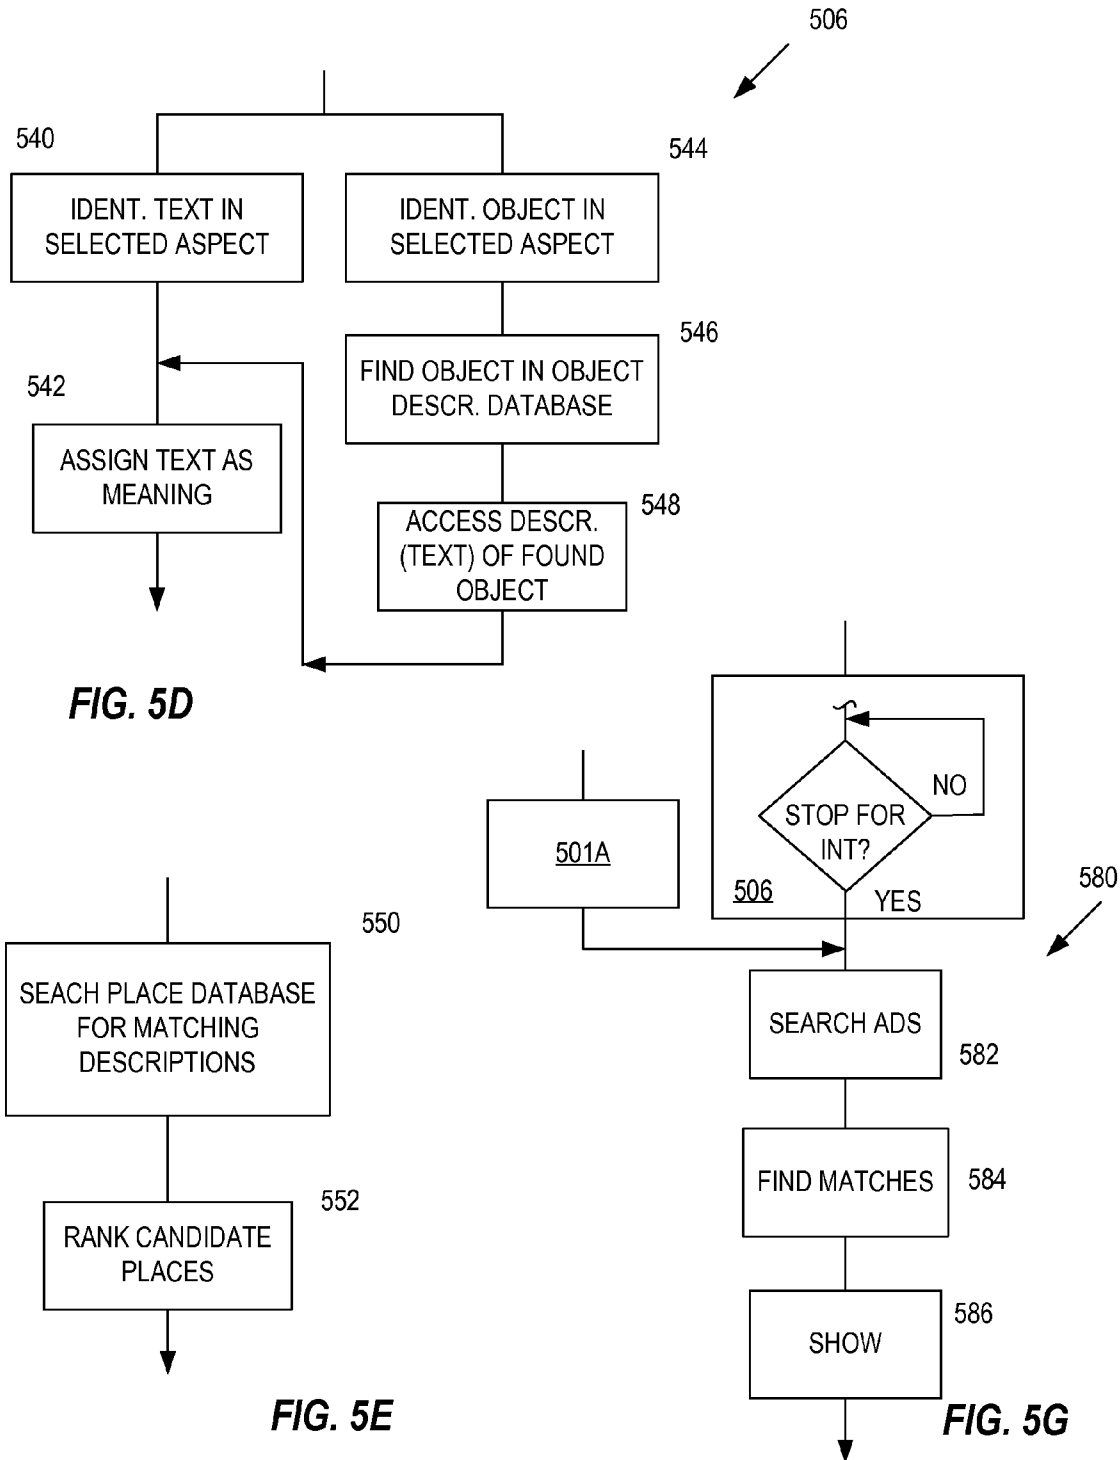 506
540
IDENT. TEXT IN
SELECTED ASPECT
544
IDENT. OBJECT IN
SELECTED ASPECT
546
FIND OBJECT IN OBJECT
DESCR. DATABASE
542
ASSIGN TEXT AS
MEANING
548
ACCESS DESCR.
(TEXT) OF FOUND
OBJECT
FIG. 5D
550
SEACH PLACE DATABASE
FOR MATCHING
DESCRIPTIONS
552
RANK CANDIDATE
PLACES
FIG. 5E
501A
STOP FOR
INT?
NO
YES
506
580
SEARCH ADS
582
FIND MATCHES
584
SHOW
586
FIG. 5G